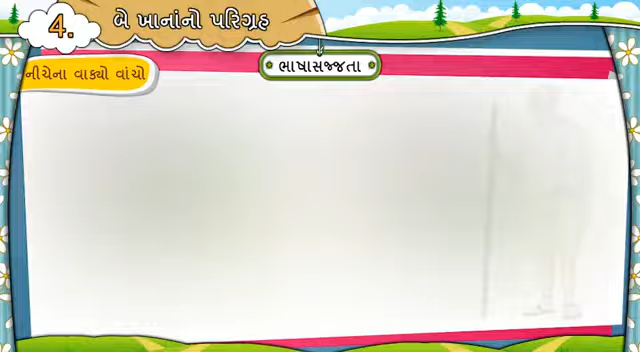 4. બે ખાનાંનો પરિગ્રહ
ભાષાસજ્જતા
નીચેના વાક્યો વાંચો